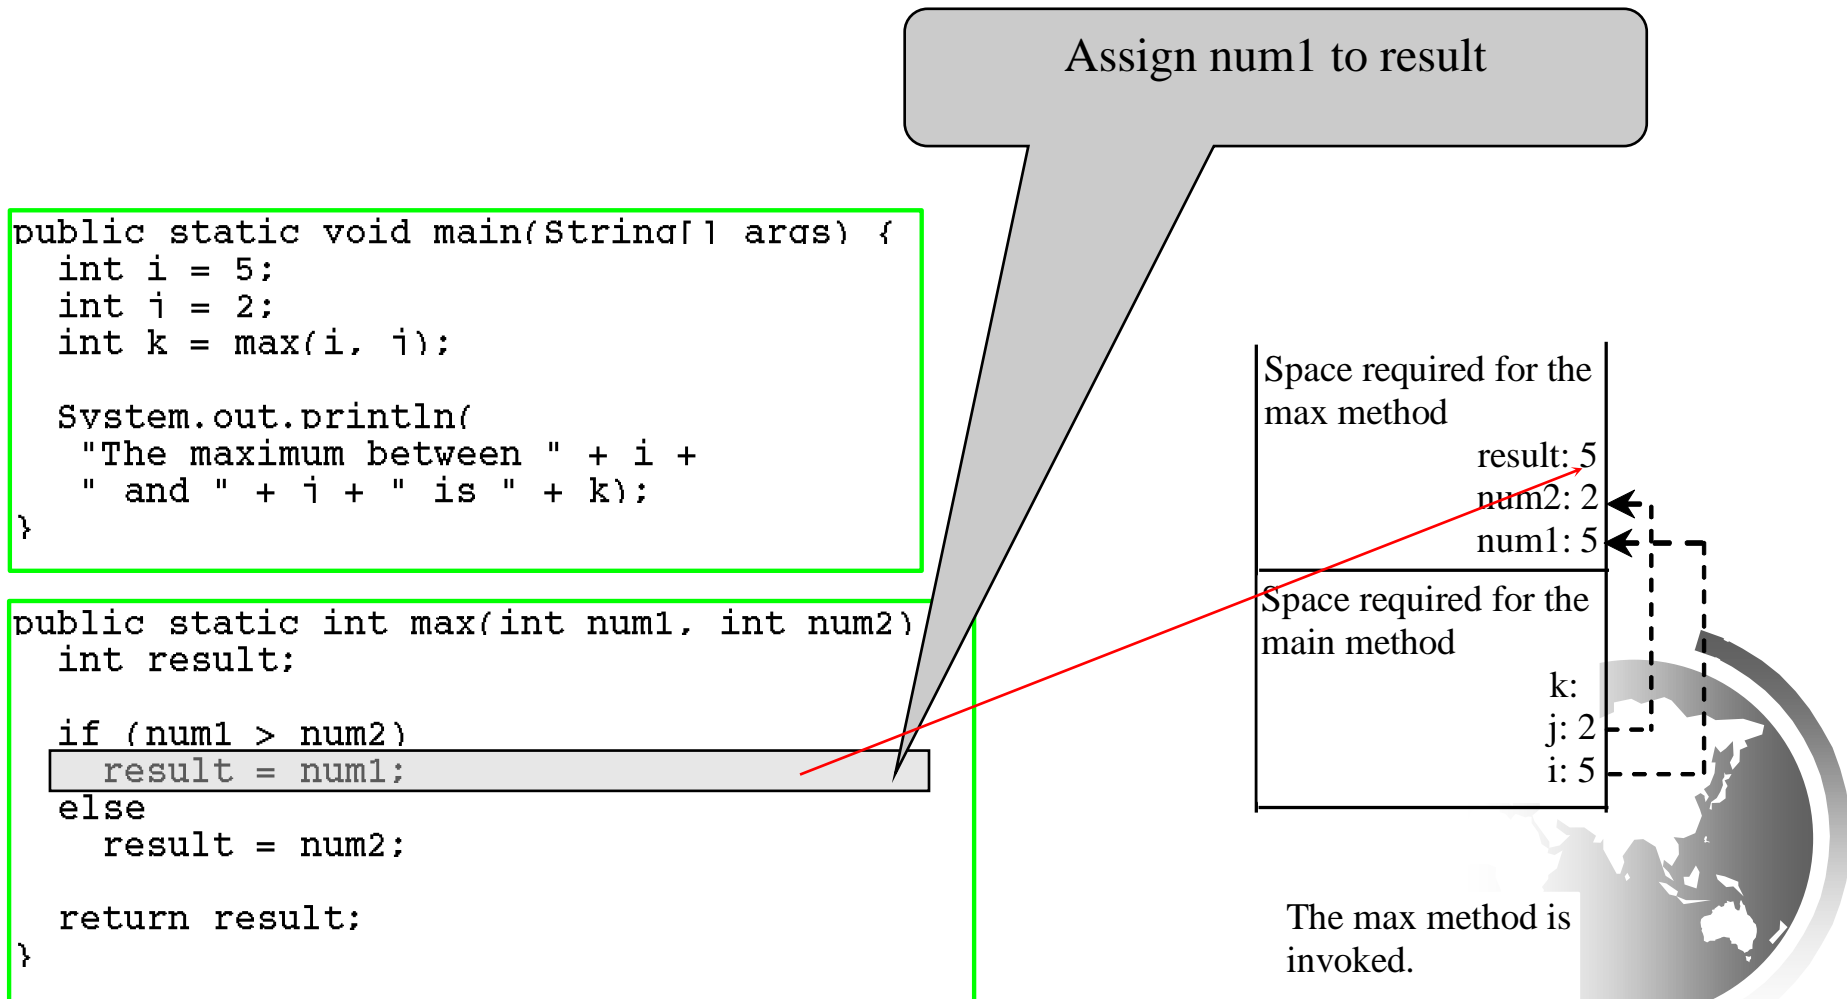 Assign num1 to result
public static void main(String[] args) {
  int i = 5;
  int j = 2;
  int k = max(i, j);
  System.out.println(
   "The maximum between " + i +
   " and " + j + " is " + k);
}
public static int max(int num1, int num2)
  int result;
  if (num1 > num2)
    result = num1;
  else
    result = num2;
  return result;
}
Space required for the
max method
result: 5
num2: 2
num1: 5
Space required for the
main method
k:
j: 2
i: 5
The max method is
invoked.